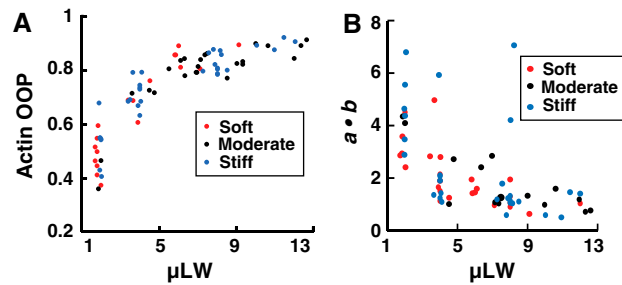 A
Actin OOP
1
0.8
0.6
0.4
0.2
Soft
Moderate
Stiff
1 5 9 13
µLW
B
a • b
8
6
4
2
0
Soft
Moderate
Stiff
1 5 9 13
µLW